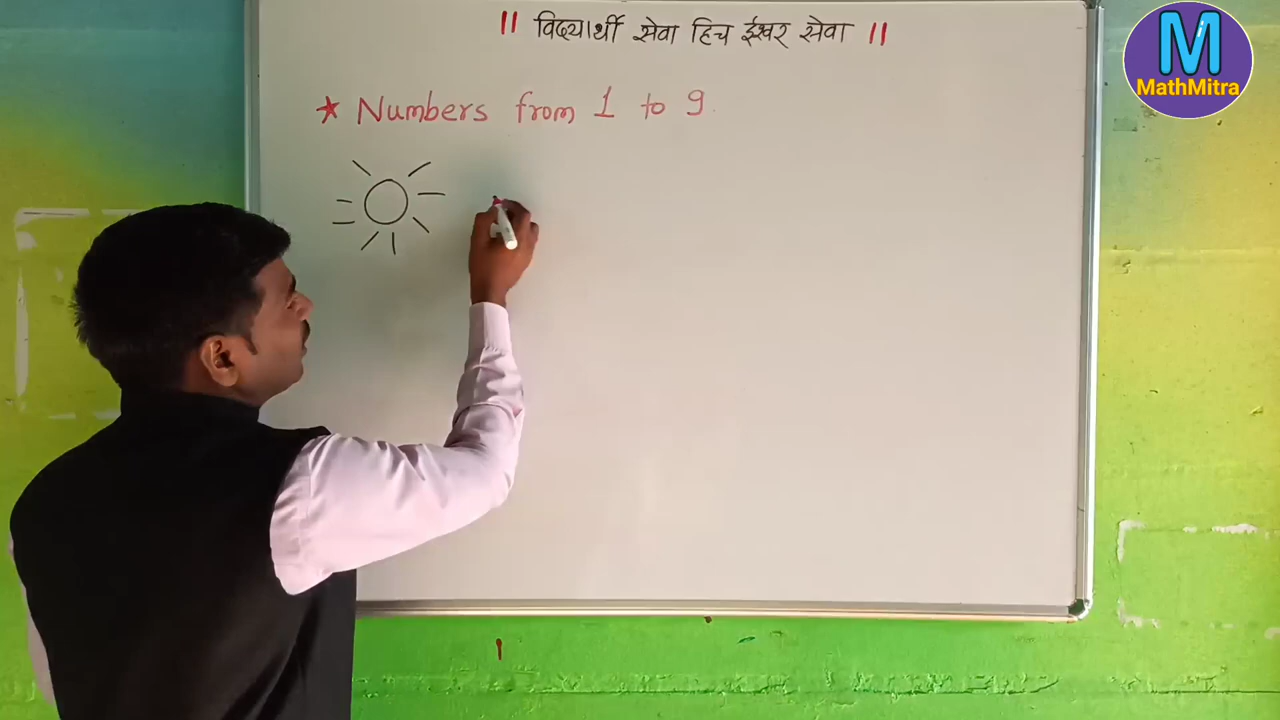 || विद्यार्थी सेवा हिच ईश्वर सेवा ||
M
MathMitra
★ Numbers from 1 to 9.